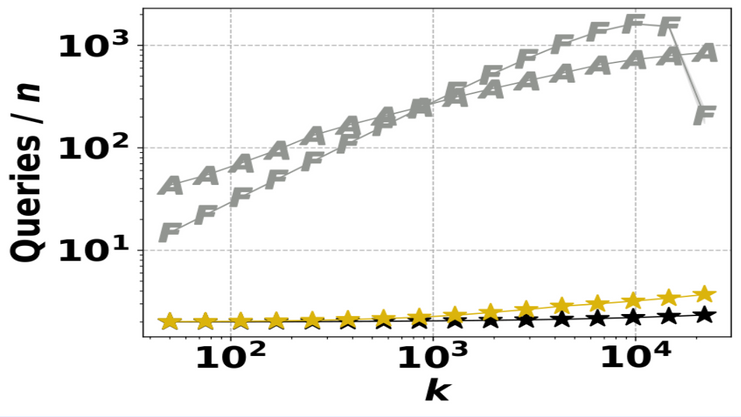 Queries / n
10³
10²
10¹
A A A A A A A A A A A A A A A A
F F F F F F F F F F F F F F F F
10² 10³ 10⁴
k